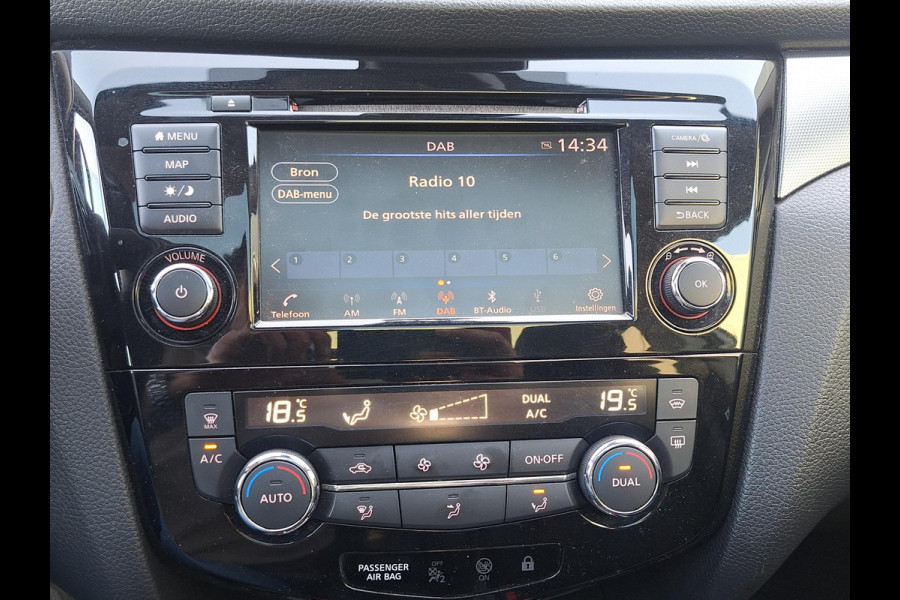 MENU
MAP
AUDIO
VOLUME
DAB
14:34
Bron
DAB-menu
Radio 10
De grootste hits aller tijden
1 2 3 4 5 6
Telefoon AM FM DAB BT-Audio USB Instellingen
CAMERA/
BACK
OK
18.5°C
DUAL
A/C
19.5°C
MAX
A/C
AUTO
ON·OFF
DUAL
PASSENGER
AIR BAG
OFF
2
ON